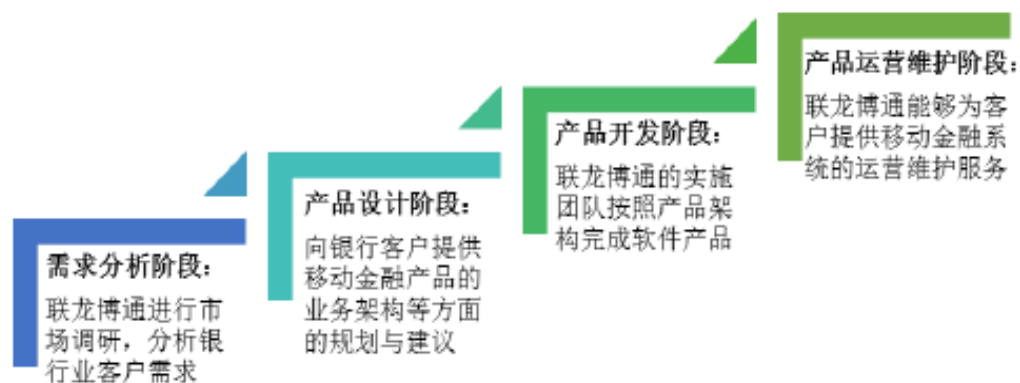 需求分析阶段：
联龙博通进行市
场调研，分析银
行业客户需求
产品设计阶段：
向银行客户提供
移动金融产品的
业务架构等方面
的规划与建议
产品开发阶段：
联龙博通的实施
团队按照产品架
构完成软件产品
产品运营维护阶段：
联龙博通能够为客
户提供移动金融系
统的运营维护服务